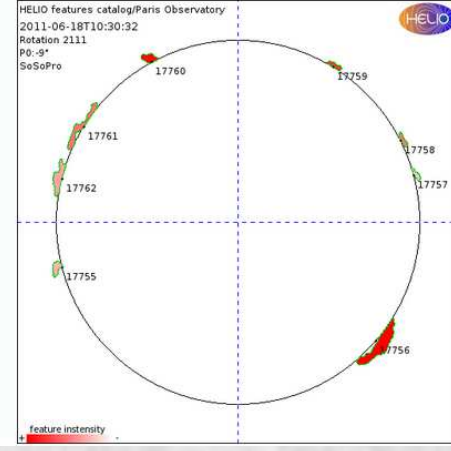 HELIO features catalog/Paris Observatory
2011-06-18T10:30:32
HELIO
Rotation 2111
P0:-9°
SoSoPro
17760
17759
17761
17758
17762
17757
17755
17756
feature instensity
+ -